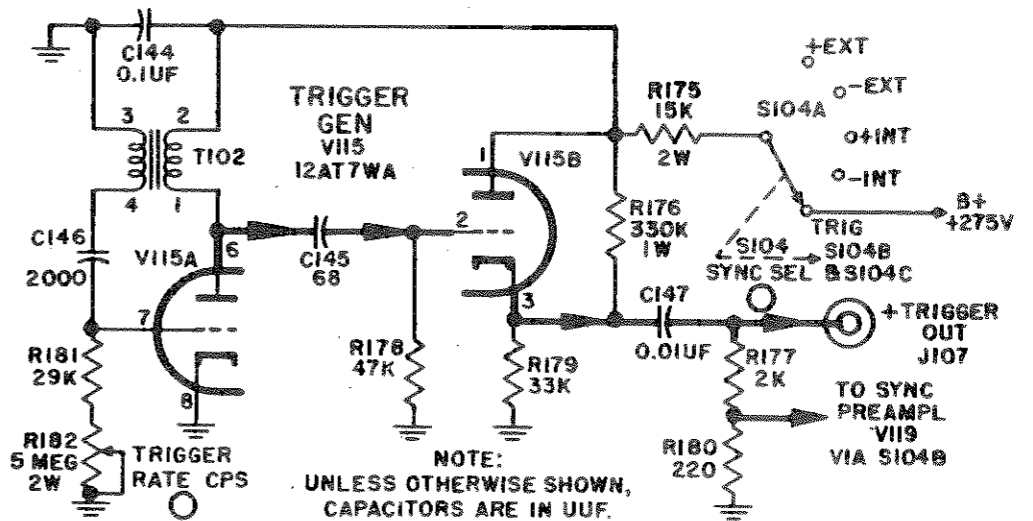 C144
0.1UF
3
2
T102
4
1
C146
2000
V115A
6
7
8
R181
29K
R182
5 MEG
2W
TRIGGER
RATE CPS
TRIGGER
GEN
V115
12AT7WA
C145
68
R178
47K
1
V115B
2
3
R179
33K
R175
15K
2W
R176
330K
1W
S104A
+EXT
-EXT
+INT
-INT
TRIG
B+
+275V
S104
SYNC SEL
S104B
& S104C
C147
0.01UF
+TRIGGER
OUT
J107
R177
2K
R180
220
TO SYNC
PREAMPL
V119
VIA S104B
NOTE:
UNLESS OTHERWISE SHOWN,
CAPACITORS ARE IN UUF.